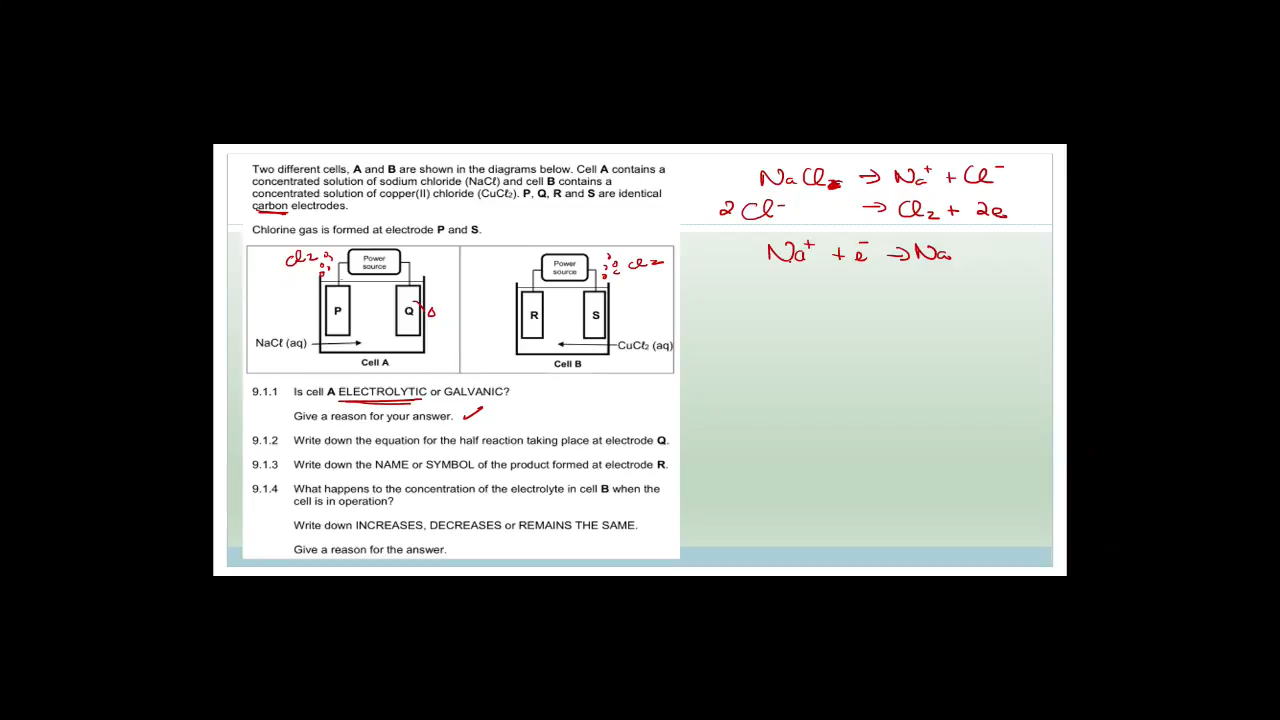 Two different cells, A and B are shown in the diagrams below. Cell A contains a
concentrated solution of sodium chloride (NaCℓ) and cell B contains a
concentrated solution of copper(II) chloride (CuCℓ₂). P, Q, R and S are identical
carbon electrodes.
Chlorine gas is formed at electrode P and S.
Cl₂
Power
source
P
Q
NaCℓ (aq)
Cell A
Power
source
Cl₂
R
S
CuCℓ₂ (aq)
Cell B
9.1.1 Is cell A ELECTROLYTIC or GALVANIC?
Give a reason for your answer.
9.1.2 Write down the equation for the half reaction taking place at electrode Q.
9.1.3 Write down the NAME or SYMBOL of the product formed at electrode R.
9.1.4 What happens to the concentration of the electrolyte in cell B when the
cell is in operation?
Write down INCREASES, DECREASES or REMAINS THE SAME.
Give a reason for the answer.
NaCl → Na⁺ + Cl⁻
2Cl⁻ → Cl₂ + 2e
Na⁺ + e⁻ → Na